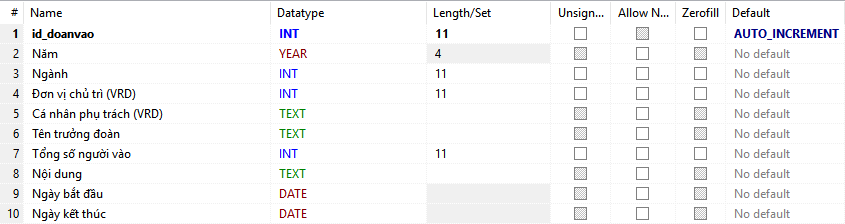 # Name Datatype Length/Set Unsign... Allow N... Zerofill Default
1 id_doanvao INT 11 AUTO_INCREMENT
2 Năm YEAR 4 No default
3 Ngành INT 11 No default
4 Đơn vị chủ trì (VRD) INT 11 No default
5 Cá nhân phụ trách (VRD) TEXT No default
6 Tên trưởng đoàn TEXT No default
7 Tổng số người vào INT 11 No default
8 Nội dung TEXT No default
9 Ngày bắt đầu DATE No default
10 Ngày kết thúc DATE No default